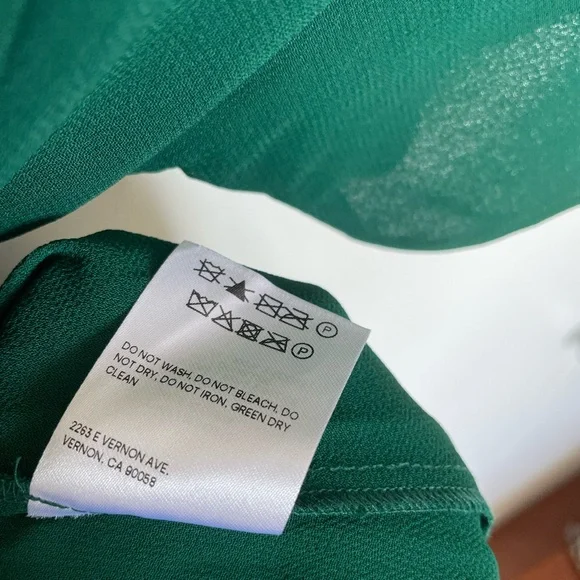 P
P
DO NOT WASH, DO NOT BLEACH, DO
NOT DRY, DO NOT IRON, GREEN DRY
CLEAN
2263 E VERNON AVE.
VERNON, CA 90058